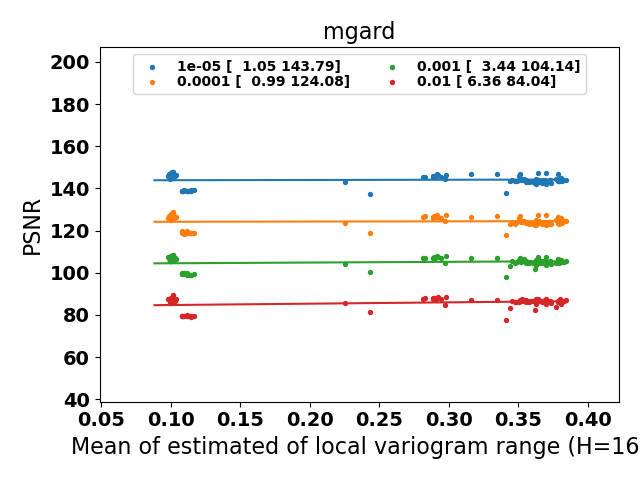 mgard
1e-05 [  1.05 143.79]
0.0001 [  0.99 124.08]
0.001 [  3.44 104.14]
0.01 [ 6.36 84.04]
PSNR
200
180
160
140
120
100
80
60
40
0.05 0.10 0.15 0.20 0.25 0.30 0.35 0.40
Mean of estimated of local variogram range (H=16